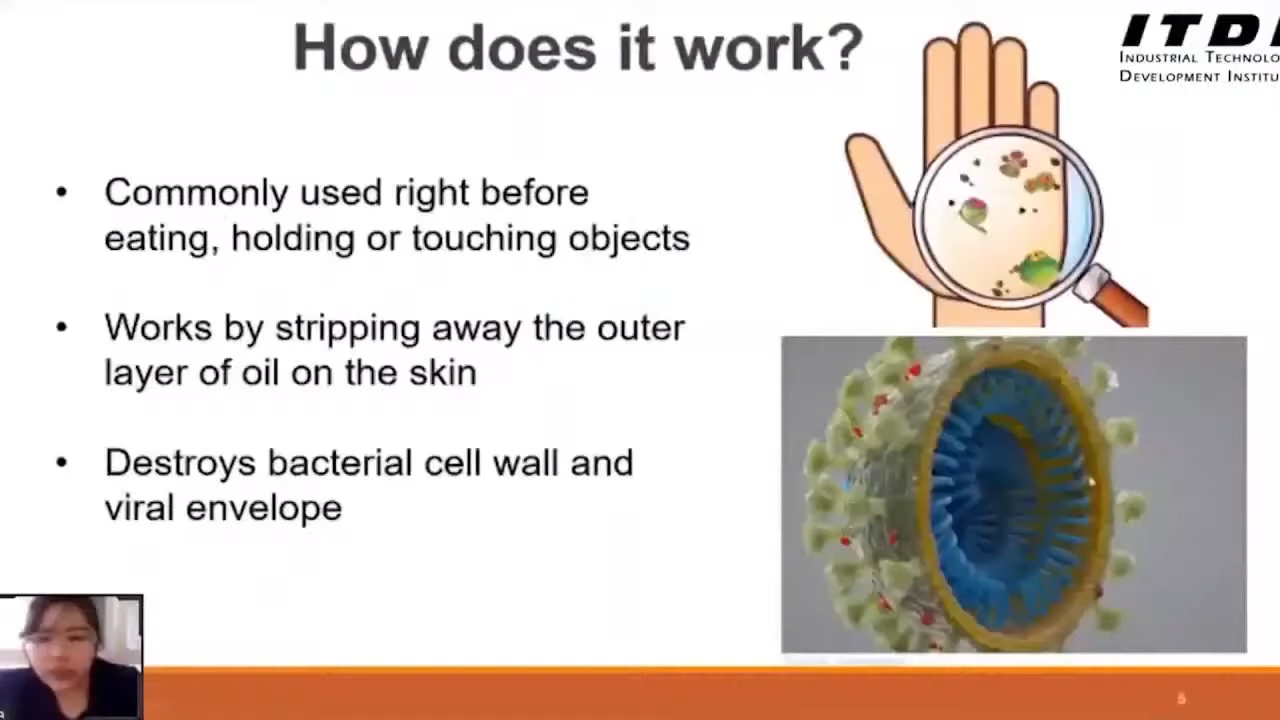 How does it work?
ITDI
INDUSTRIAL TECHNOLO
DEVELOPMENT INSTITU
• Commonly used right before
eating, holding or touching objects
• Works by stripping away the outer
layer of oil on the skin
• Destroys bacterial cell wall and
viral envelope